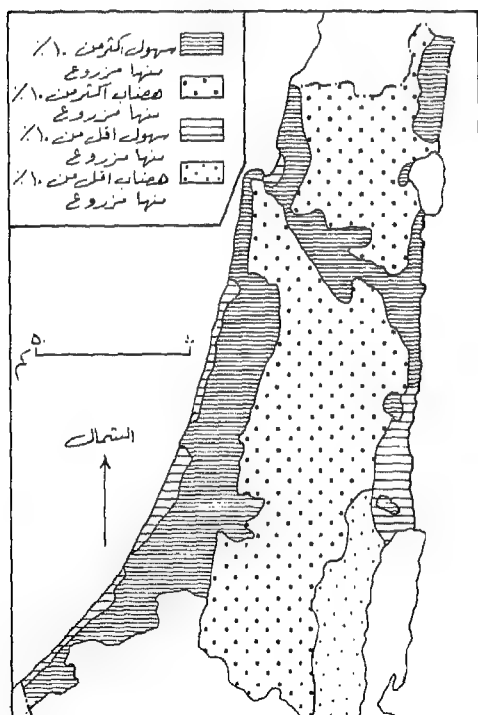 سهول اكثر من ١٠٪
منها مزروع
هضاب اكثر من ١٠٪
منها مزروع
سهول اقل من ١٠٪
منها مزروع
هضاب اقل من ١٠٪
منها مزروع
٥٠
كم
الشمال